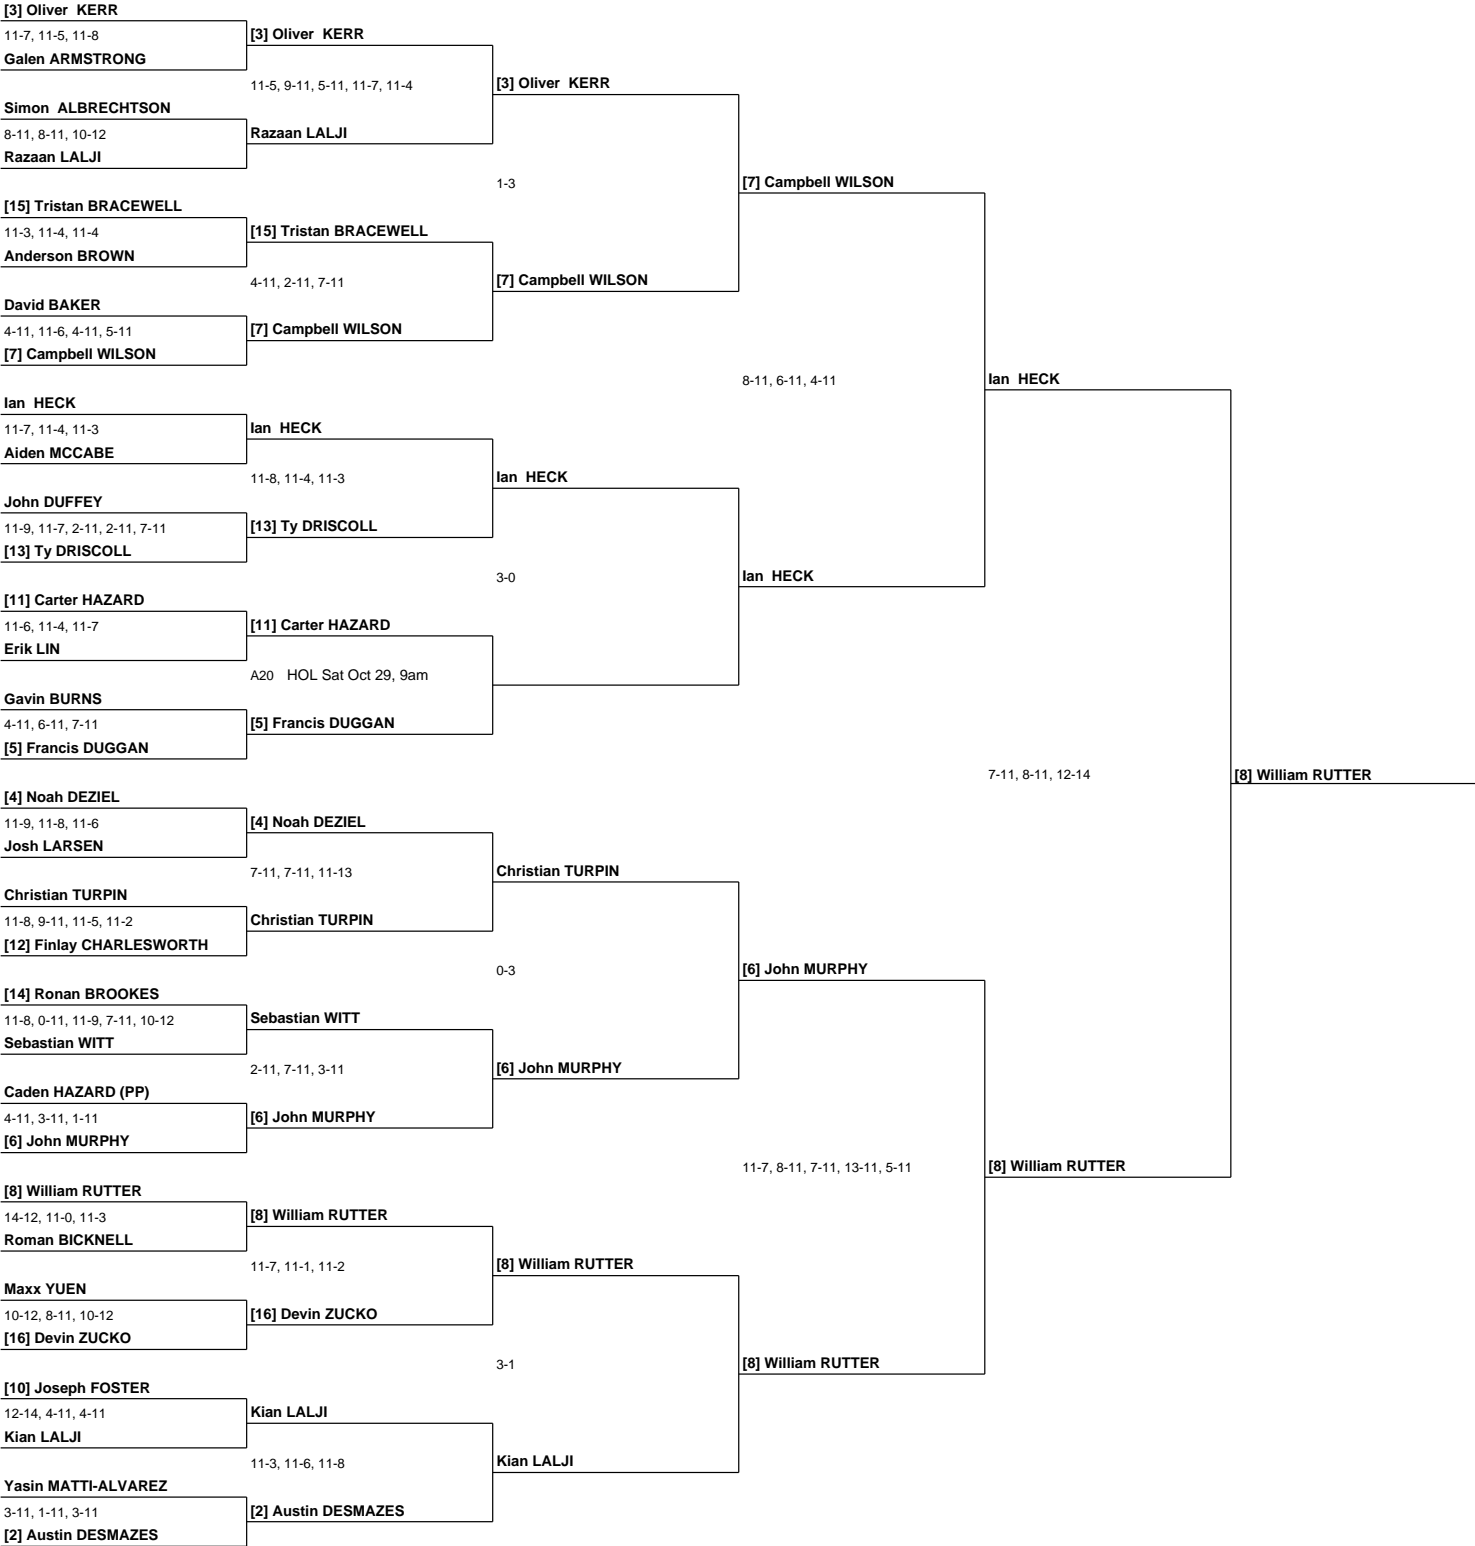 [3] Oliver  KERR
11-7, 11-5, 11-8
Galen ARMSTRONG
Simon  ALBRECHTSON
8-11, 8-11, 10-12
Razaan LALJI
[15] Tristan BRACEWELL
11-3, 11-4, 11-4
Anderson BROWN
David BAKER
4-11, 11-6, 4-11, 5-11
[7] Campbell WILSON
Ian  HECK
11-7, 11-4, 11-3
Aiden MCCABE
John DUFFEY
11-9, 11-7, 2-11, 2-11, 7-11
[13] Ty DRISCOLL
[11] Carter HAZARD
11-6, 11-4, 11-7
Erik LIN
Gavin BURNS
4-11, 6-11, 7-11
[5] Francis DUGGAN
[4] Noah DEZIEL
11-9, 11-8, 11-6
Josh LARSEN
Christian TURPIN
11-8, 9-11, 11-5, 11-2
[12] Finlay CHARLESWORTH
[14] Ronan BROOKES
11-8, 0-11, 11-9, 7-11, 10-12
Sebastian WITT
Caden HAZARD (PP)
4-11, 3-11, 1-11
[6] John MURPHY
[8] William RUTTER
14-12, 11-0, 11-3
Roman BICKNELL
Maxx YUEN
10-12, 8-11, 10-12
[16] Devin ZUCKO
[10] Joseph FOSTER
12-14, 4-11, 4-11
Kian LALJI
Yasin MATTI-ALVAREZ
3-11, 1-11, 3-11
[2] Austin DESMAZES
[3] Oliver  KERR
11-5, 9-11, 5-11, 11-7, 11-4
Razaan LALJI
[15] Tristan BRACEWELL
4-11, 2-11, 7-11
[7] Campbell WILSON
Ian  HECK
11-8, 11-4, 11-3
[13] Ty DRISCOLL
[11] Carter HAZARD
A20   HOL Sat Oct 29, 9am
[5] Francis DUGGAN
[4] Noah DEZIEL
7-11, 7-11, 11-13
Christian TURPIN
Sebastian WITT
2-11, 7-11, 3-11
[6] John MURPHY
[8] William RUTTER
11-7, 11-1, 11-2
[16] Devin ZUCKO
Kian LALJI
11-3, 11-6, 11-8
[2] Austin DESMAZES
[3] Oliver  KERR
1-3
[7] Campbell WILSON
Ian  HECK
3-0
Christian TURPIN
0-3
[6] John MURPHY
[8] William RUTTER
3-1
Kian LALJI
[7] Campbell WILSON
8-11, 6-11, 4-11
Ian  HECK
[6] John MURPHY
11-7, 8-11, 7-11, 13-11, 5-11
[8] William RUTTER
Ian  HECK
7-11, 8-11, 12-14
[8] William RUTTER
[8] William RUTTER